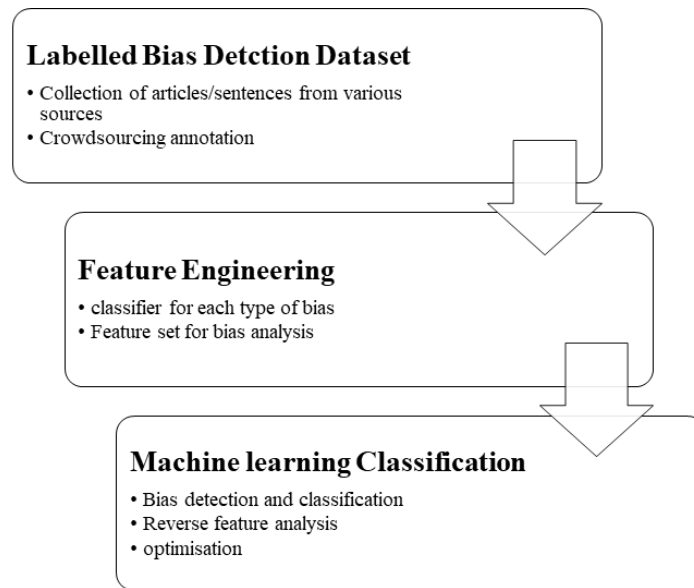 Labelled Bias Detction Dataset
• Collection of articles/sentences from various
sources
• Crowdsourcing annotation
Feature Engineering
• classifier for each type of bias
• Feature set for bias analysis
Machine learning Classification
• Bias detection and classification
• Reverse feature analysis
• optimisation